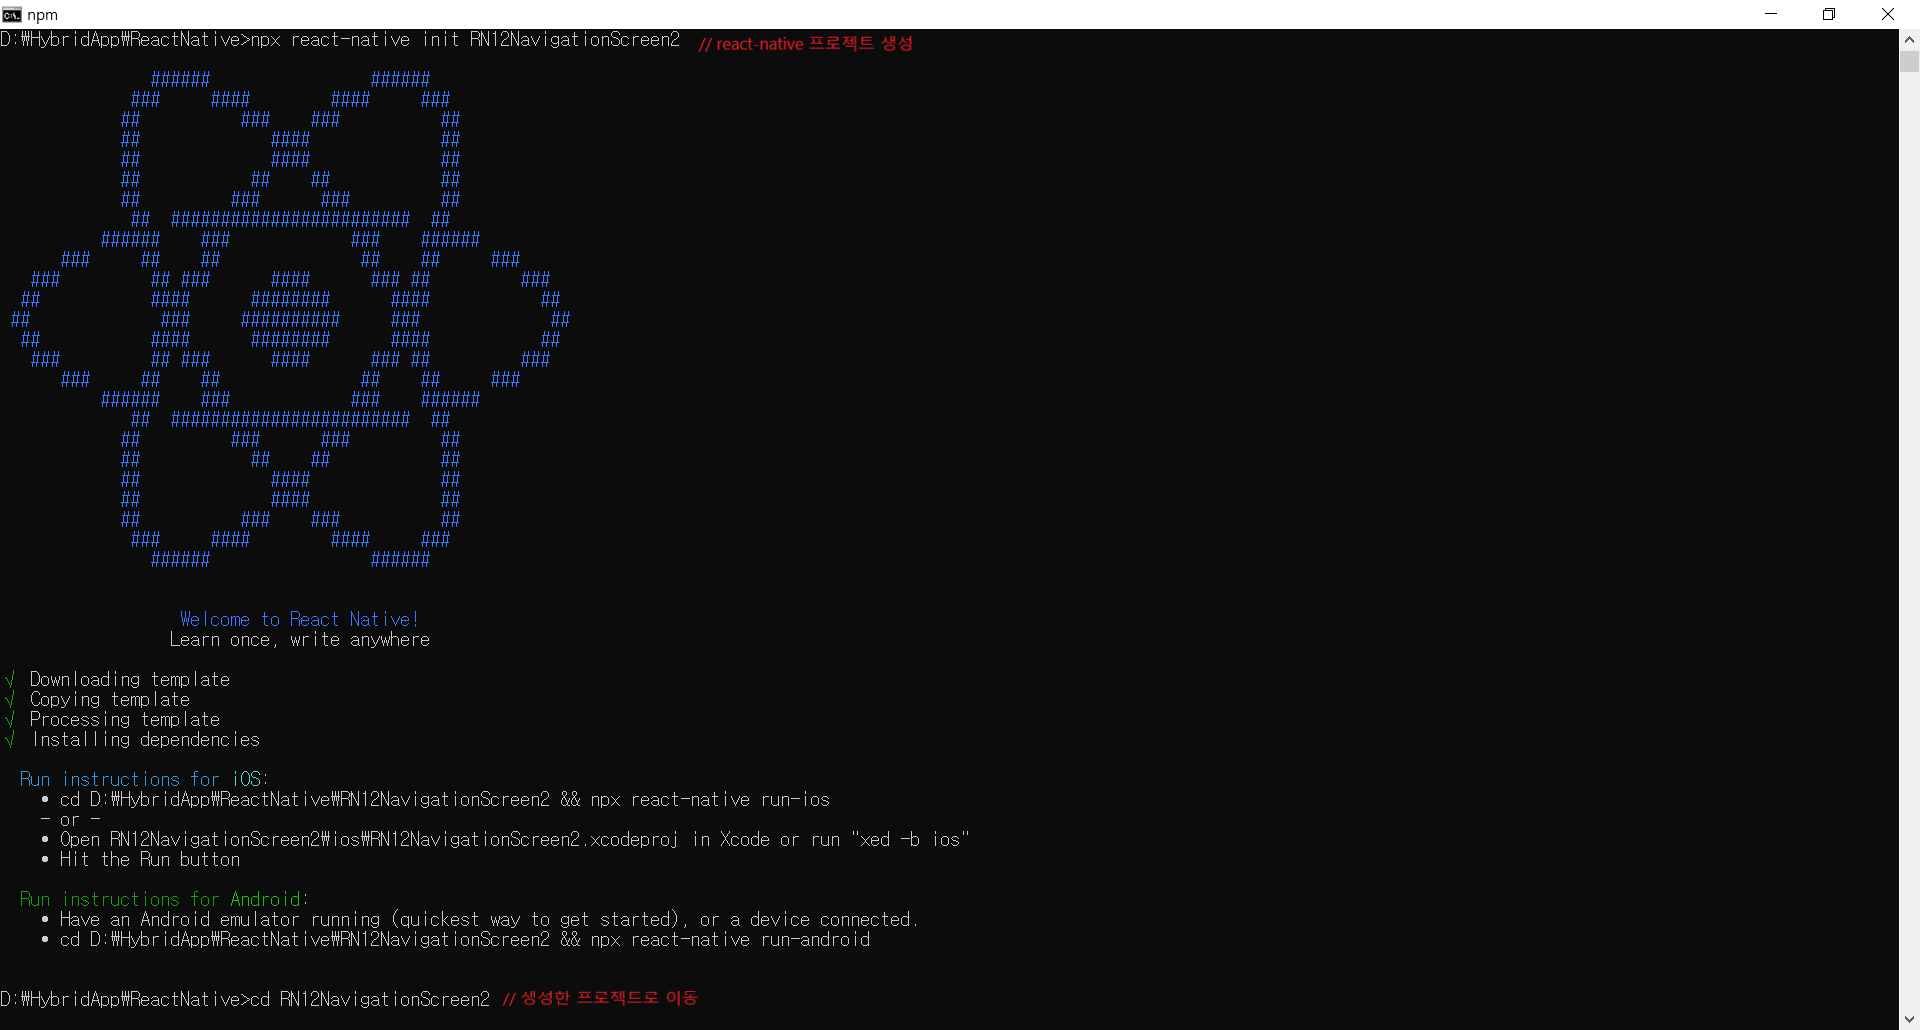 npm
D:₩HybridApp₩ReactNative>npx react-native init RN12NavigationScreen2 // react-native 프로젝트 생성
###### ######
### #### #### ###
## ### ### ##
## #### ##
## #### ##
## ## ## ##
## ### ### ##
## ######################## ##
###### ### ### ######
### ## ## ## ## ###
### ## ### #### ### ## ###
## #### ######## #### ##
## ### ########## ### ##
## #### ######## #### ##
### ## ### #### ### ## ###
### ## ## ## ## ###
###### ### ### ######
## ######################## ##
## ### ### ##
## ## ## ##
## #### ##
## #### ##
## ### ### ##
### #### #### ###
###### ######
Welcome to React Native!
Learn once, write anywhere
√ Downloading template
√ Copying template
√ Processing template
√ Installing dependencies
Run instructions for iOS:
• cd D:₩HybridApp₩ReactNative₩RN12NavigationScreen2 && npx react-native run-ios
- or -
• Open RN12NavigationScreen2₩ios₩RN12NavigationScreen2.xcodeproj in Xcode or run "xed -b ios"
• Hit the Run button
Run instructions for Android:
• Have an Android emulator running (quickest way to get started), or a device connected.
• cd D:₩HybridApp₩ReactNative₩RN12NavigationScreen2 && npx react-native run-android
D:₩HybridApp₩ReactNative>cd RN12NavigationScreen2 // 생성한 프로젝드로 이동